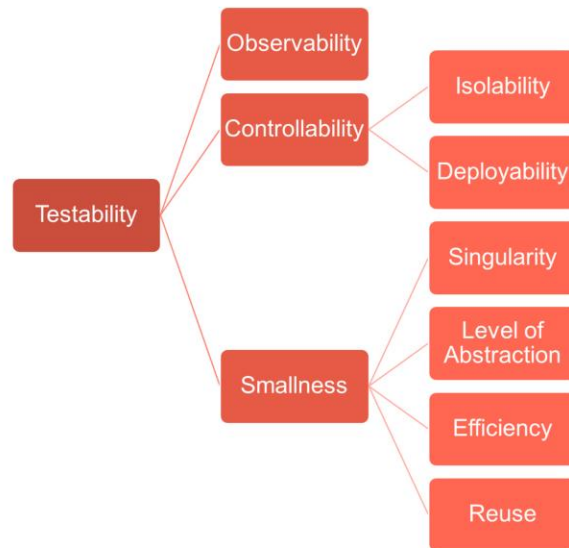 Observability
Controllability
Isolability
Deployability
Testability
Singularity
Level of
Abstraction
Smallness
Efficiency
Reuse